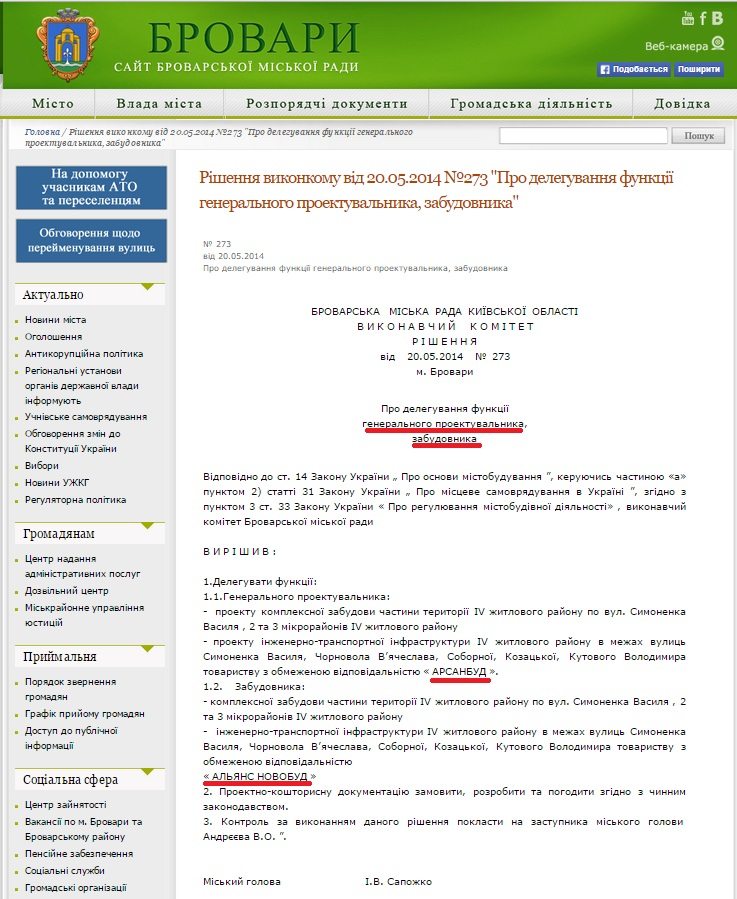 БРОВАРИ
САЙТ БРОВАРСЬКОЇ МІСЬКОЇ РАДИ
You Tube f B
Веб-камера
Подобається Поширити
Місто Влада міста Розпорядчі документи Громадська діяльність Довідка
Головна / Рішення виконкому від 20.05.2014 №273 "Про делегування функції генерального
проектувальника, забудовника"
Пошук
На допомогу
учасникам АТО
та переселенцям
Обговорення щодо
перейменування вулиць
Актуально
Новини міста
Оголошення
Антикорупційна політика
Регіональні установи
органів державної влади
інформують
Учнівське самоврядування
Обговорення змін до
Конституції України
Вибори
Новини УЖКГ
Регуляторна політика
Громадянам
Центр надання
адміністративних послуг
Дозвільний центр
Міськрайонне управління
юстицій
Приймальня
Порядок звернення
громадян
Графік прийому громадян
Доступ до публічної
інформації
Соціальна сфера
Центр зайнятості
Вакансії по м. Бровари та
Броварському району
Пенсійне забезпечення
Соціальні служби
Громадські організації
Рішення виконкому від 20.05.2014 №273 "Про делегування функції
генерального проектувальника, забудовника"
№ 273
від 20.05.2014
Про делегування функції генерального проектувальника, забудовника
БРОВАРСЬКА МІСЬКА РАДА КИЇВСЬКОЇ ОБЛАСТІ
В И К О Н А В Ч И Й К О М І Т Е Т
Р І Ш Е Н Н Я
від 20.05.2014 № 273
м. Бровари
Про делегування функції
генерального проектувальника,
забудовника
Відповідно до ст. 14 Закону України „ Про основи містобудування ”, керуючись частиною «а»
пунктом 2) статті 31 Закону України „ Про місцеве самоврядування в Україні ”, згідно з
пунктом 3 ст. 33 Закону України « Про регулювання містобудівної діяльності» , виконавчий
комітет Броварської міської ради
В И Р І Ш И В :
1.Делегувати функції:
1.1.Генерального проектувальника:
- проекту комплексної забудови частини території IV житлового району по вул. Симоненка
Василя , 2 та 3 мікрорайонів IV житлового району
- проекту інженерно-транспортної інфраструктури IV житлового району в межах вулиць
Симоненка Василя, Чорновола В’ячеслава, Соборної, Козацької, Кутового Володимира
товариству з обмеженою відповідальністю « АРСАНБУД ».
1.2. Забудовника:
- комплексної забудови частини території IV житлового району по вул. Симоненка Василя , 2
та 3 мікрорайонів IV житлового району
- інженерно-транспортної інфраструктури IV житлового району в межах вулиць Симоненка
Василя, Чорновола В’ячеслава, Соборної, Козацької, Кутового Володимира товариству з
обмеженою відповідальністю
« АЛЬЯНС НОВОБУД »
2. Проектно-кошторисну документацію замовити, розробити та погодити згідно з чинним
законодавством.
3. Контроль за виконанням даного рішення покласти на заступника міського голови
Андрєєва В.О. ”.
Міський голова І.В. Сапожко